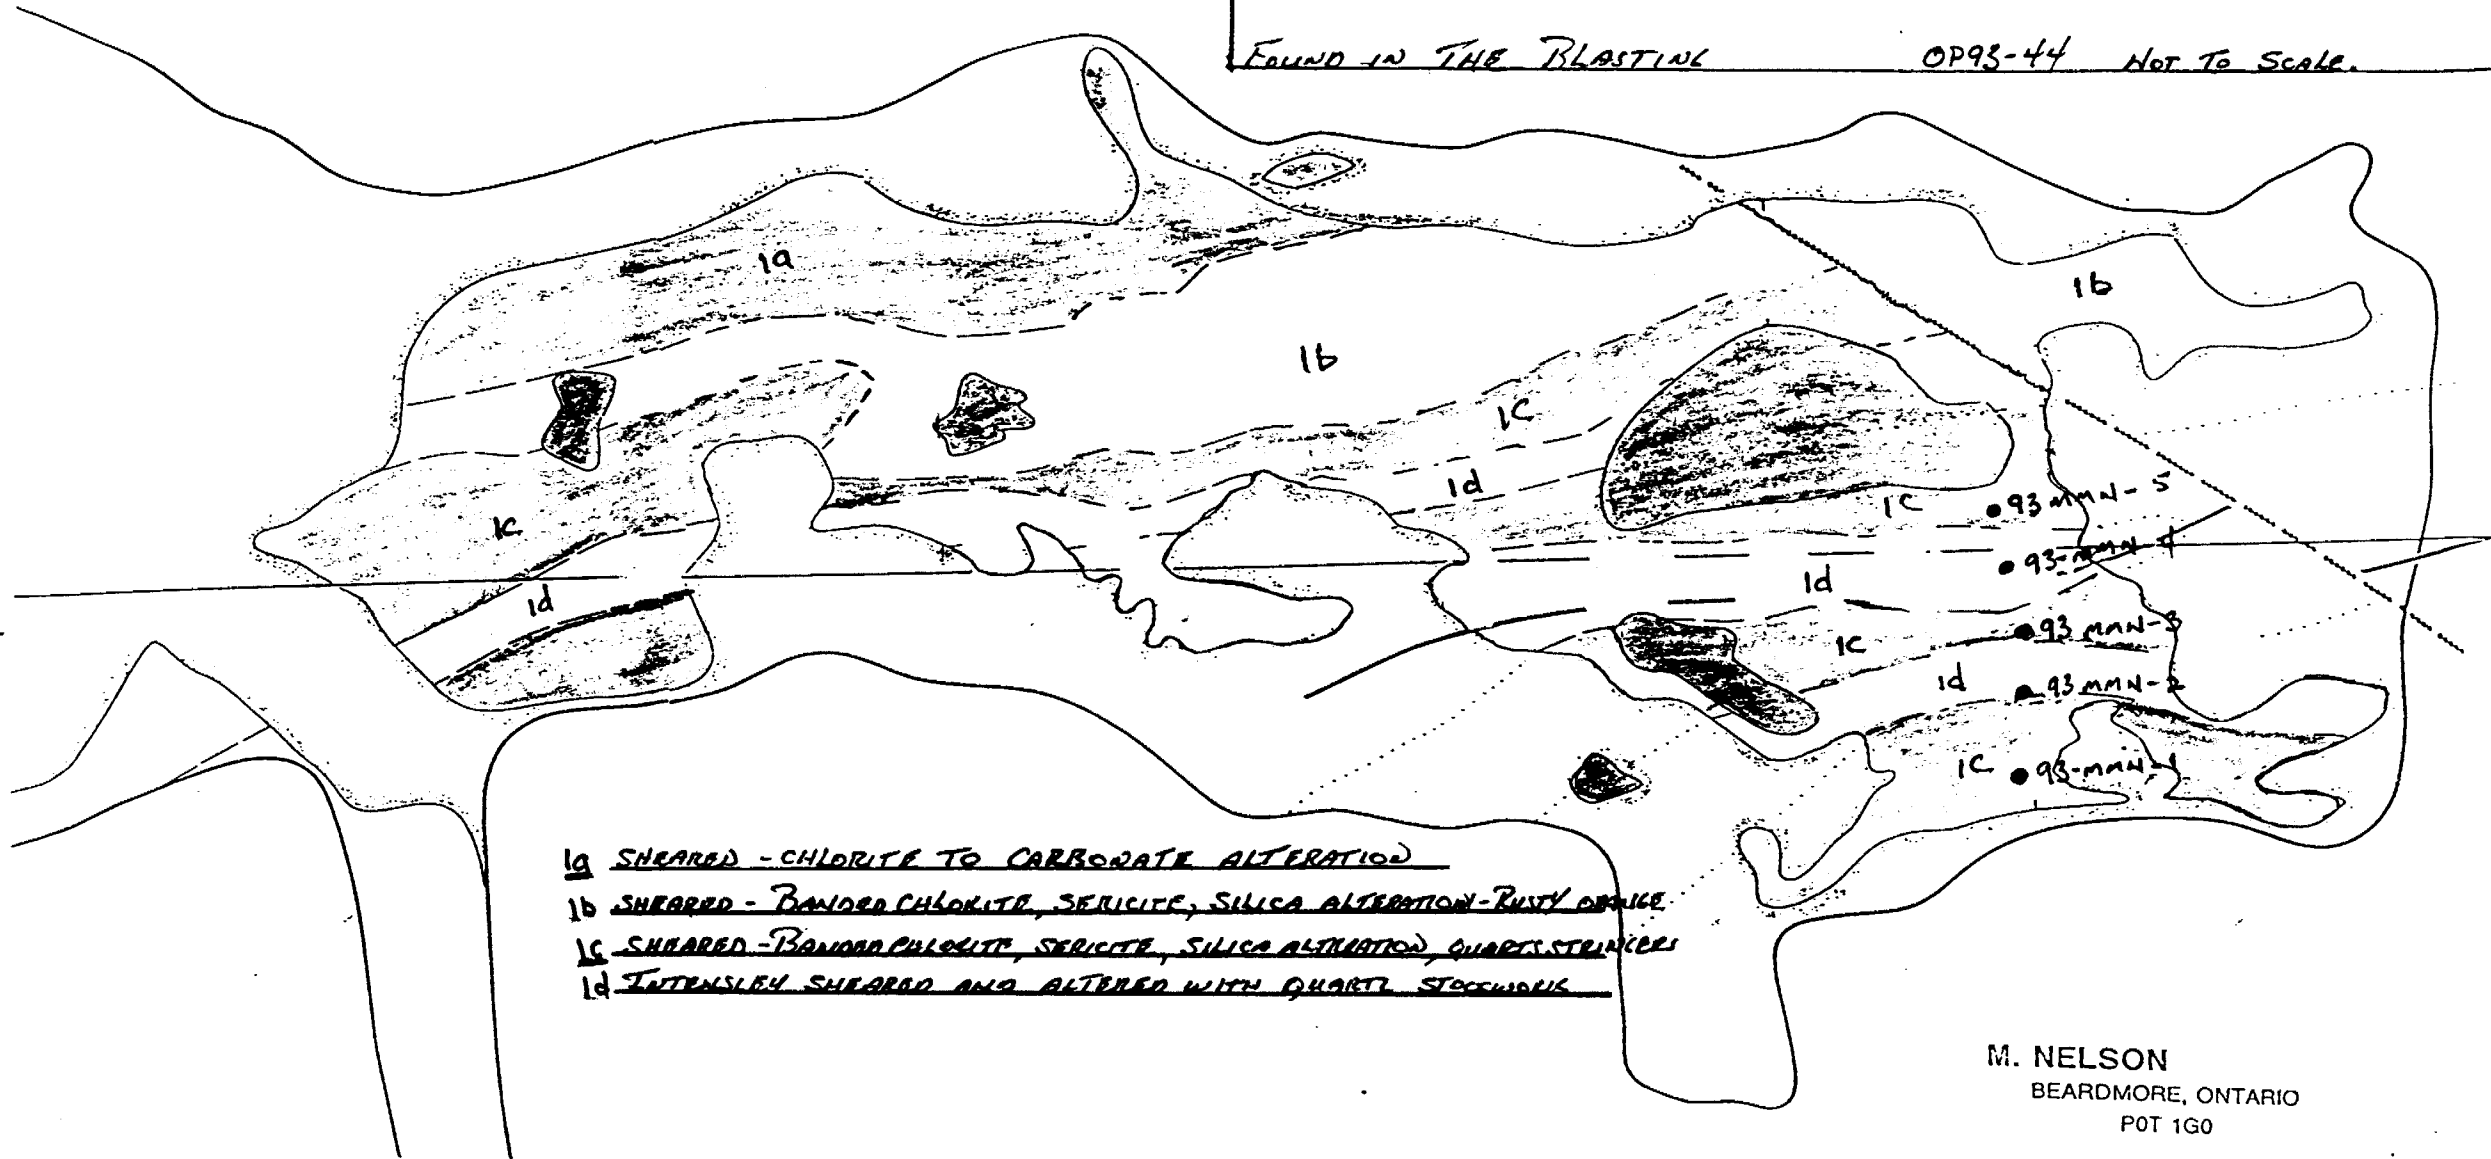 FOUND IN THE BLASTING OP93-44 NOT TO SCALE.
1a
1b
1b
1c
1d
1c
93 MMN-5
1c
93-MMN-4
1d
1d
93 MMN-3
1c
93 MMN-2
1d
1c
93-MMN-1
1a SHEARED - CHLORITE TO CARBONATE ALTERATION
1b SHEARED - BANDED CHLORITE, SERICITE, SILICA ALTERATION - RUSTY ORANGE
1c SHEARED - BANDED CHLORITE, SERICITE, SILICA ALTERATION, QUARTS STRINGERS
1d INTENSLEY SHEARED AND ALTERED WITH QUARTZ STOCKWORK
M. NELSON
BEARDMORE, ONTARIO
P0T 1G0